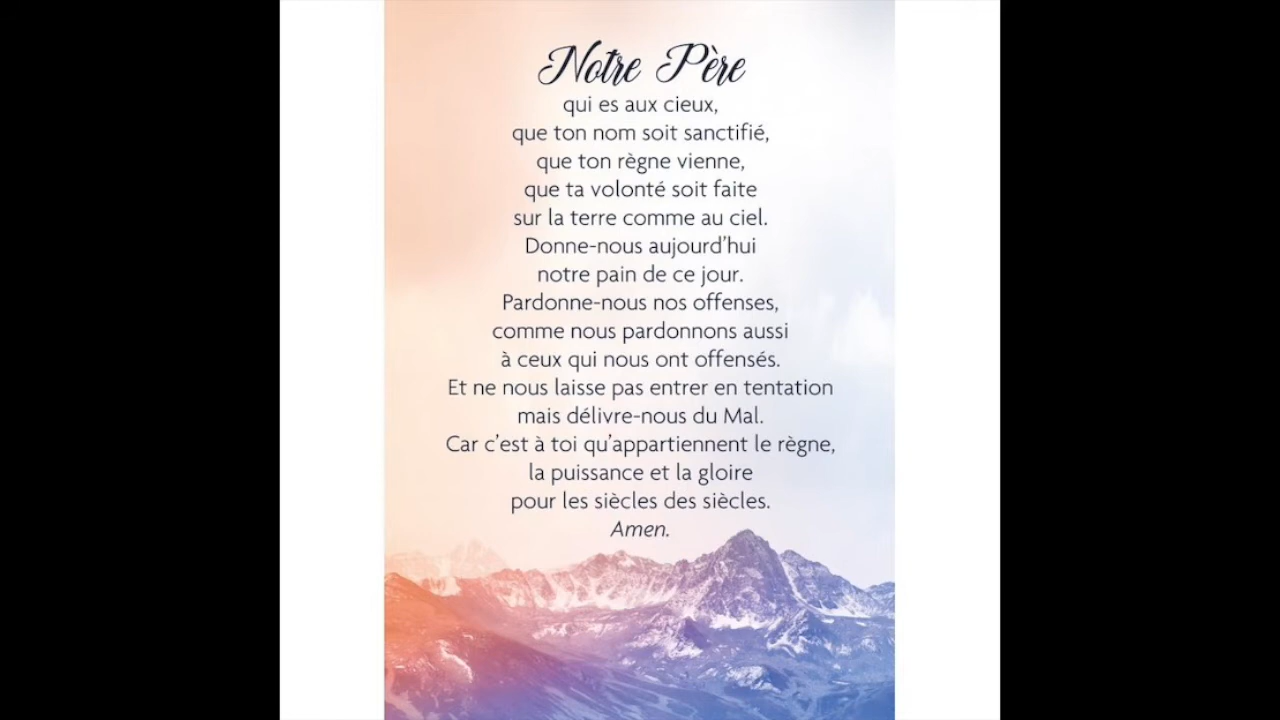 Notre Père
qui es aux cieux,
que ton nom soit sanctifié,
que ton règne vienne,
que ta volonté soit faite
sur la terre comme au ciel.
Donne-nous aujourd’hui
notre pain de ce jour.
Pardonne-nous nos offenses,
comme nous pardonnons aussi
à ceux qui nous ont offensés.
Et ne nous laisse pas entrer en tentation
mais délivre-nous du Mal.
Car c’est à toi qu’appartiennent le règne,
la puissance et la gloire
pour les siècles des siècles.
Amen.